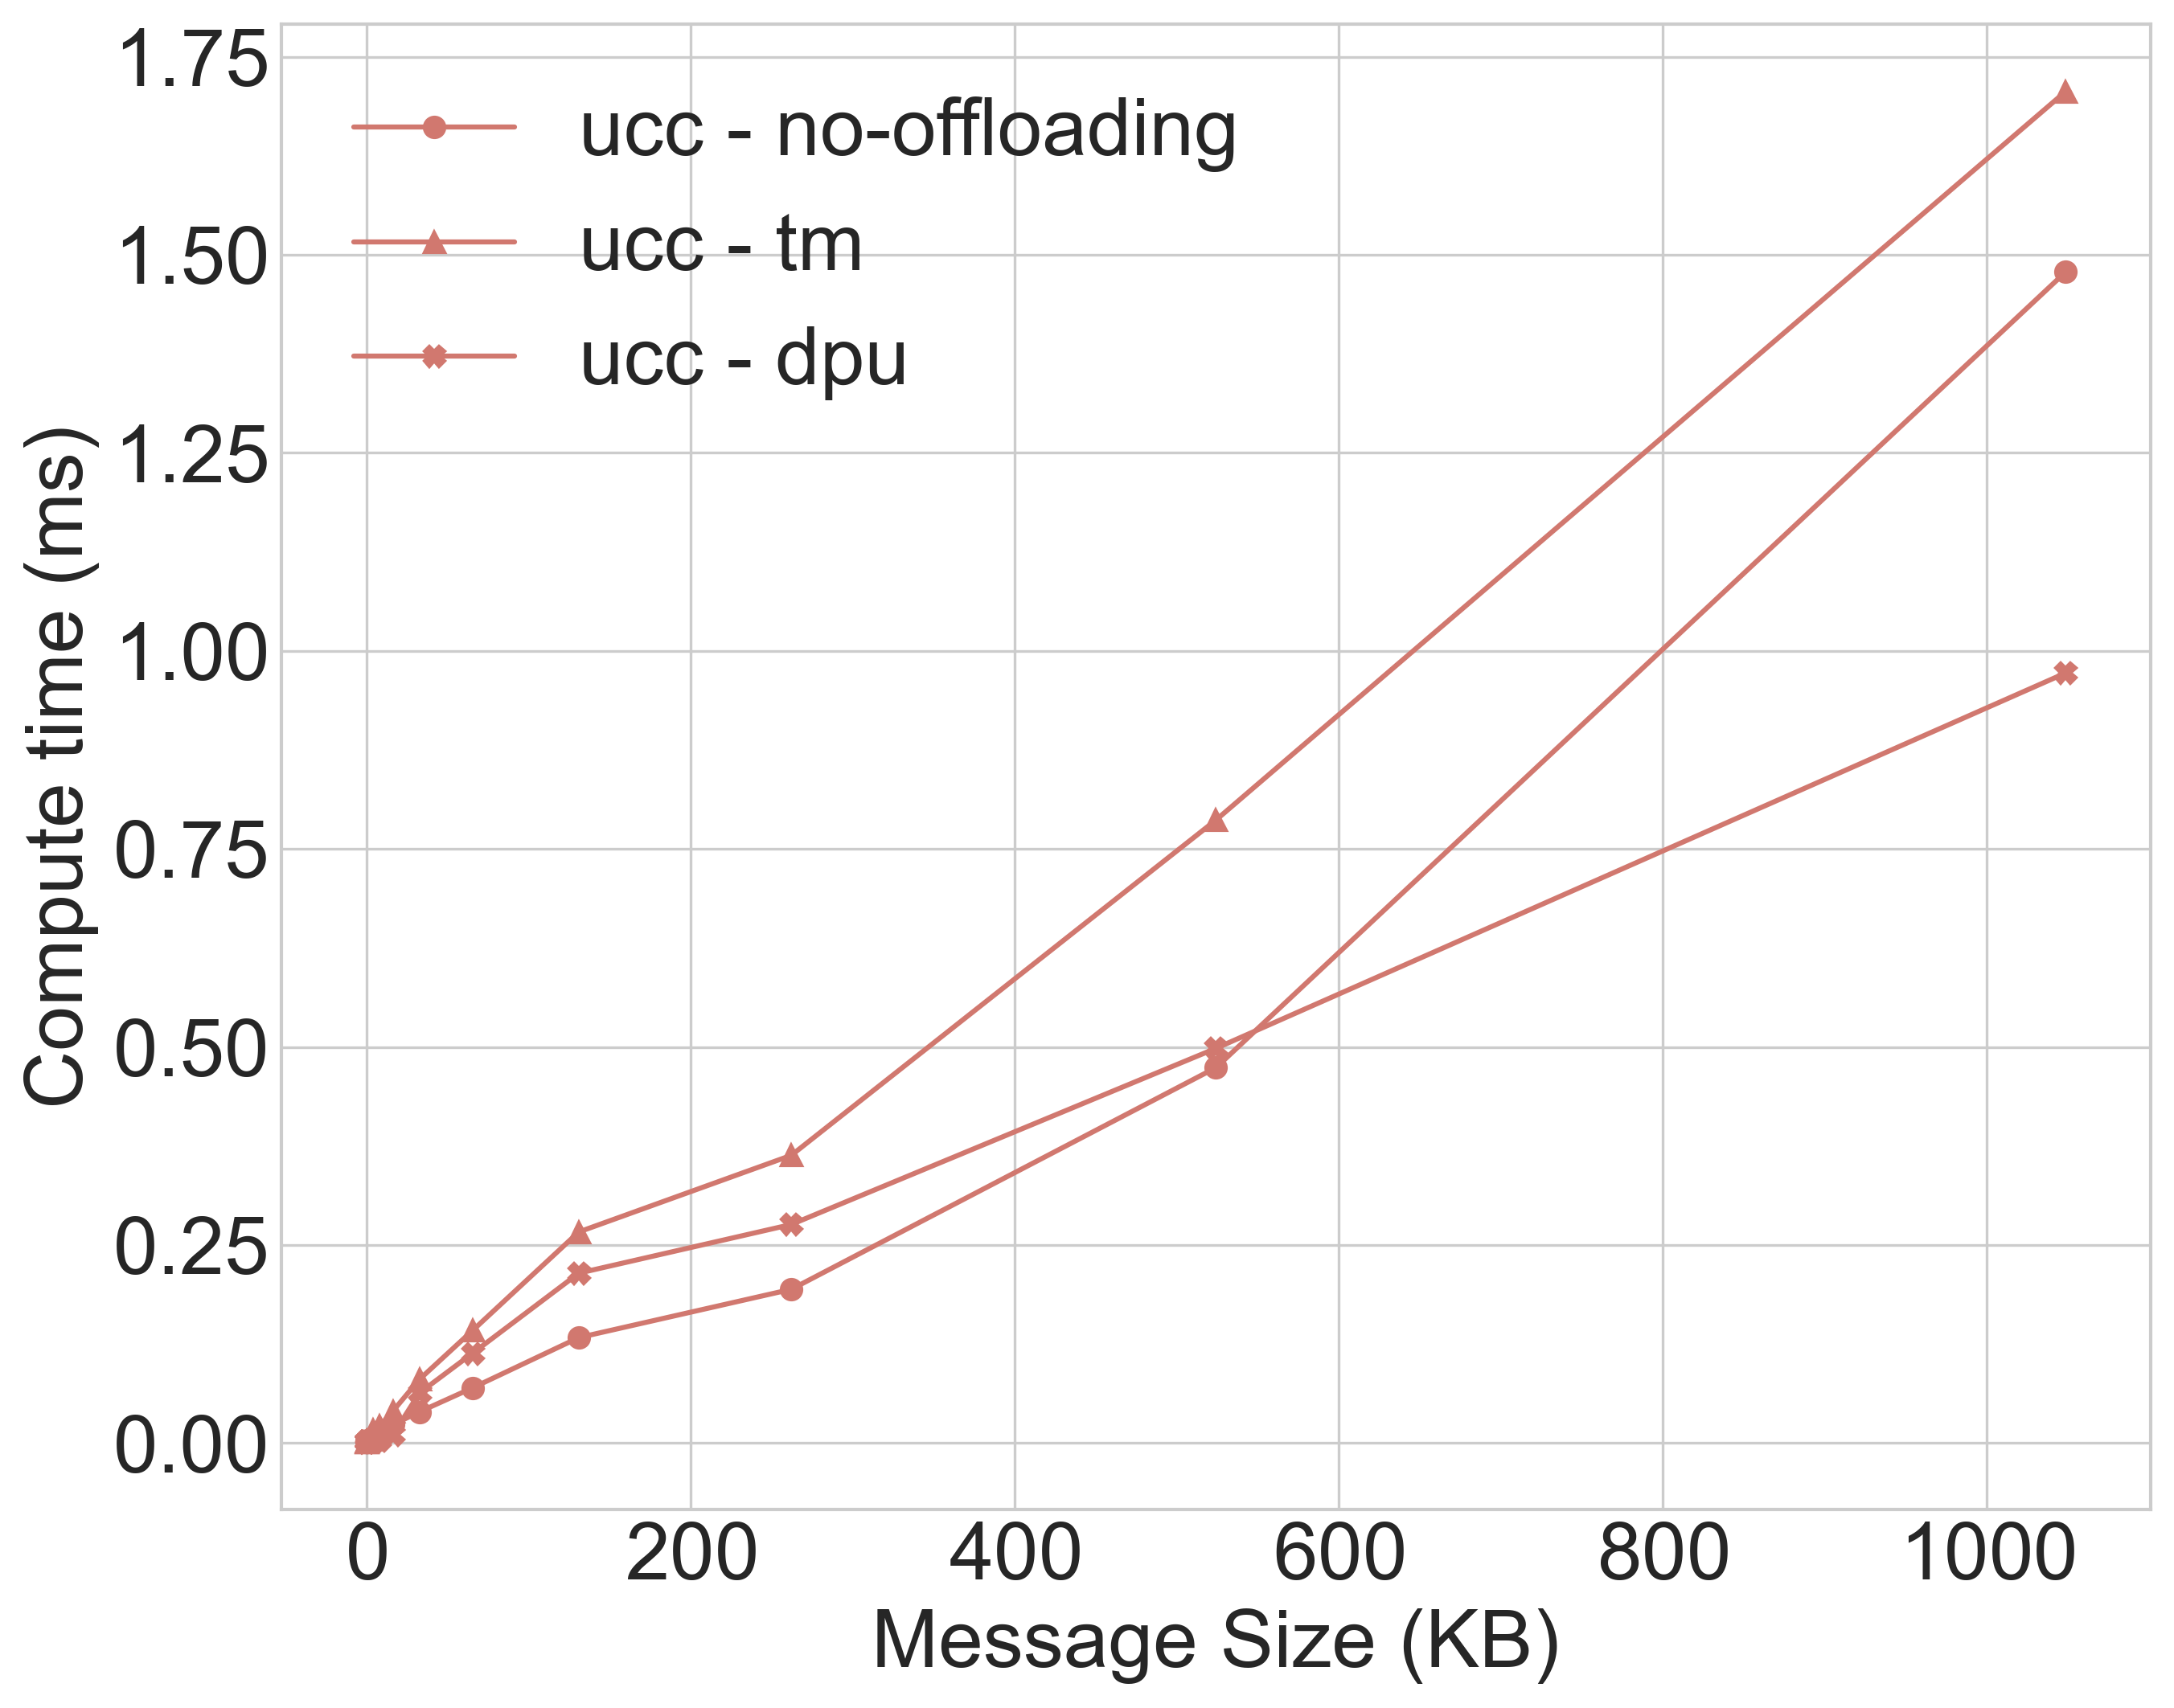 1.75
1.50
1.25
1.00
0.75
0.50
0.25
0.00
Compute time (ms)
ucc - no-offloading
ucc - tm
ucc - dpu
0 200 400 600 800 1000
Message Size (KB)